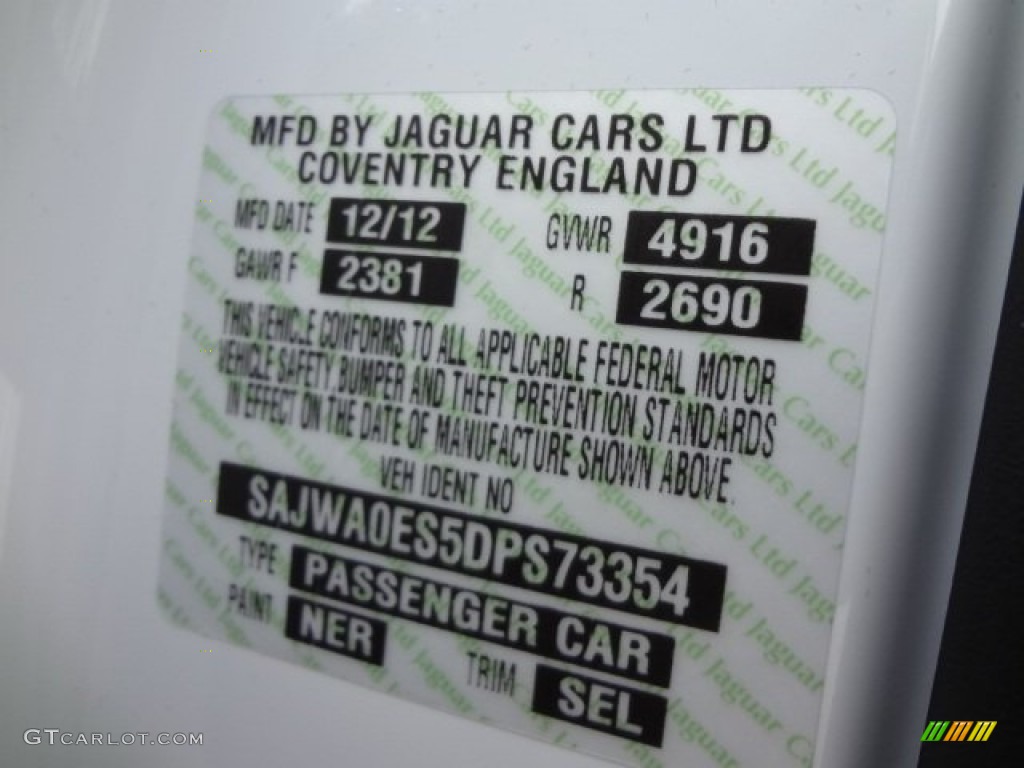 MFD BY JAGUAR CARS LTD
COVENTRY ENGLAND
MFD DATE 12/12 GVWR 4916
GAWR F 2381 R 2690
THIS VEHICLE CONFORMS TO ALL APPLICABLE FEDERAL MOTOR
VEHICLE SAFETY, BUMPER AND THEFT PREVENTION STANDARDS
IN EFFECT ON THE DATE OF MANUFACTURE SHOWN ABOVE.
VEH IDENT NO
SAJWA0ES5DPS73354
TYPE PASSENGER CAR
PAINT NER TRIM SEL
GTCARLOT.COM